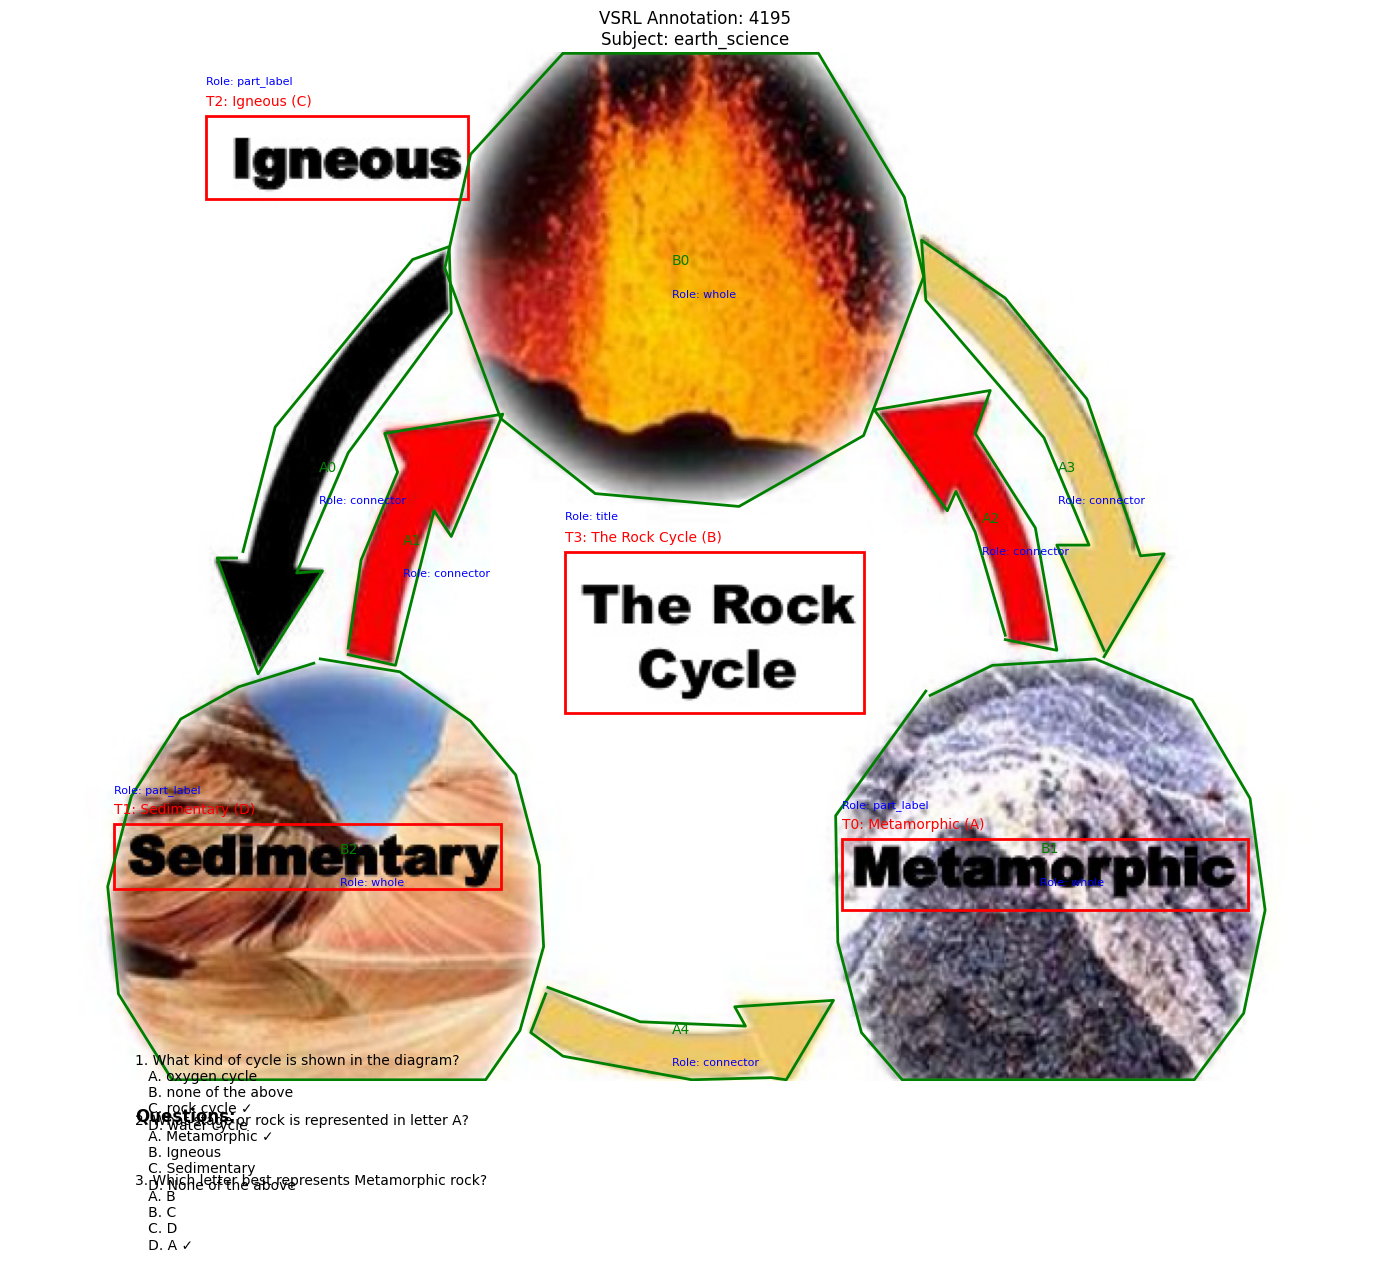 VSRL Annotation: 4195
Subject: earth_science
Role: part_label
T2: Igneous (C)
Igneous
B0
Role: whole
A0
Role: connector
A3
Role: connector
A1
Role: connector
A2
Role: connector
Role: title
T3: The Rock Cycle (B)
The Rock
Cycle
Role: part_label
T1: Sedimentary (D)
Sedimentary
B2
Role: whole
Role: part_label
T0: Metamorphic (A)
Metamorphic
B1
Role: whole
A4
Role: connector
1. What kind of cycle is shown in the diagram?
A. oxygen cycle
B. none of the above
C. rock cycle ✓
D. water cycle
Questions:
2. What stage or rock is represented in letter A?
A. Metamorphic ✓
B. Igneous
C. Sedimentary
D. None of the above
3. Which letter best represents Metamorphic rock?
A. B
B. C
C. D
D. A ✓